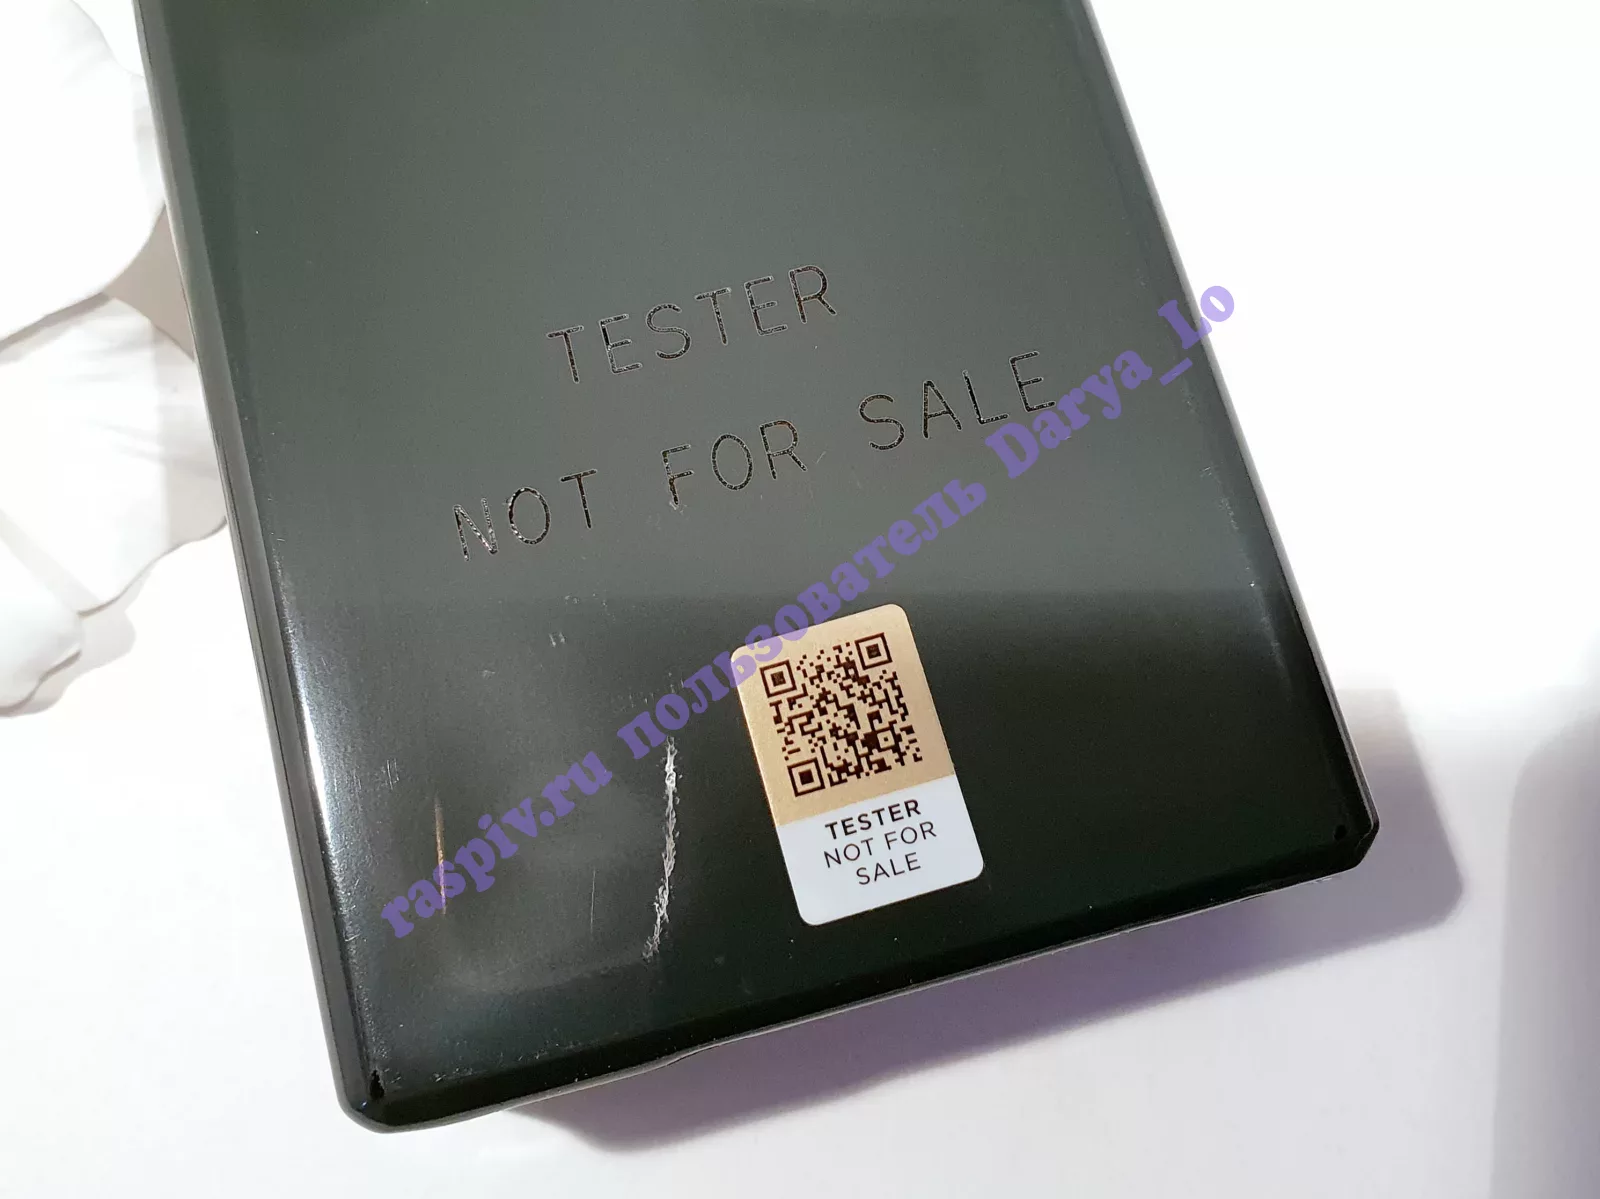 TESTER
NOT FOR SALE
raspiv.ru пользователь Darya_Lo
TESTER
NOT FOR
SALE